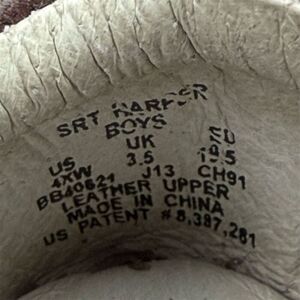 SRT HARPER
BOYS
US UK EU
4XW 3.5 19.5
BB40621 J13 CH91
LEATHER UPPER
MADE IN CHINA
US PATENT # 8,387,281